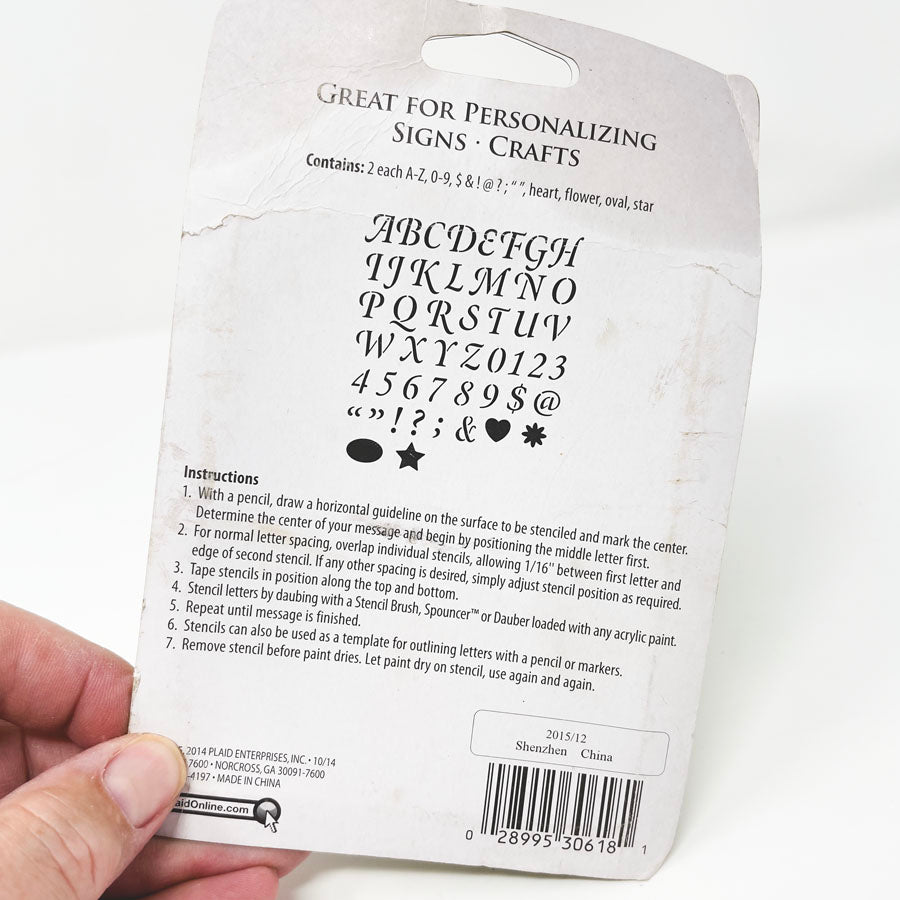 GREAT FOR PERSONALIZING
SIGNS · CRAFTS
Contains: 2 each A-Z, 0-9, $ & ! @ ? ; “ ”, heart, flower, oval, star
ABCDEFGH
IJKLMNO
PQRSTUV
WXYZ0123
456789$@
“ ” ! ? ; &
Instructions
1. With a pencil, draw a horizontal guideline on the surface to be stenciled and mark the center.
Determine the center of your message and begin by positioning the middle letter first.
2. For normal letter spacing, overlap individual stencils, allowing 1/16" between first letter and
edge of second stencil. If any other spacing is desired, simply adjust stencil position as required.
3. Tape stencils in position along the top and bottom.
4. Stencil letters by daubing with a Stencil Brush, Spouncer™ or Dauber loaded with any acrylic paint.
5. Repeat until message is finished.
6. Stencils can also be used as a template for outlining letters with a pencil or markers.
7. Remove stencil before paint dries. Let paint dry on stencil, use again and again.
2014 PLAID ENTERPRISES, INC. • 10/14
7600 • NORCROSS, GA 30091-7600
-4197 • MADE IN CHINA
aidOnline.com
2015/12
Shenzhen China
0 28995 30618 1